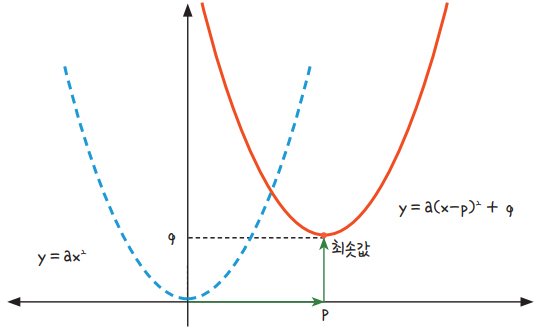 y = a(x-p)² + q
q
최솟값
y = ax²
p